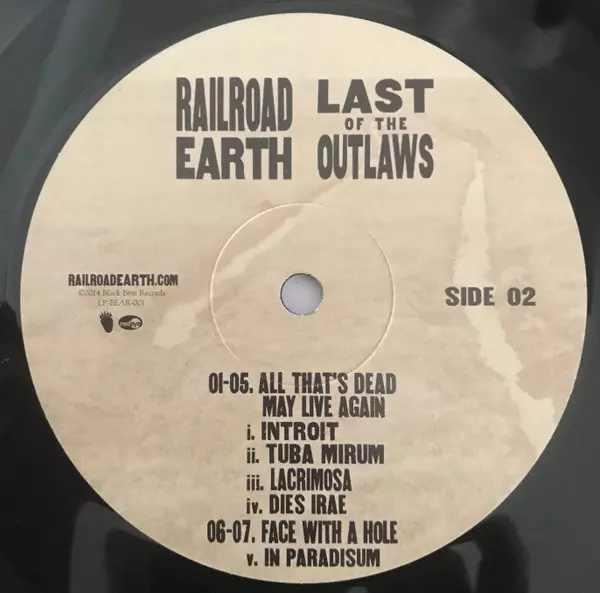 RAILROAD EARTH
LAST OF THE OUTLAWS
RAILROADEARTH.COM
©2014 Black Bear Records
LP-BEAR-001
redeye
SIDE 02
01-05. ALL THAT'S DEAD
MAY LIVE AGAIN
i. INTROIT
ii. TUBA MIRUM
iii. LACRIMOSA
iv. DIES IRAE
06-07. FACE WITH A HOLE
v. IN PARADISUM